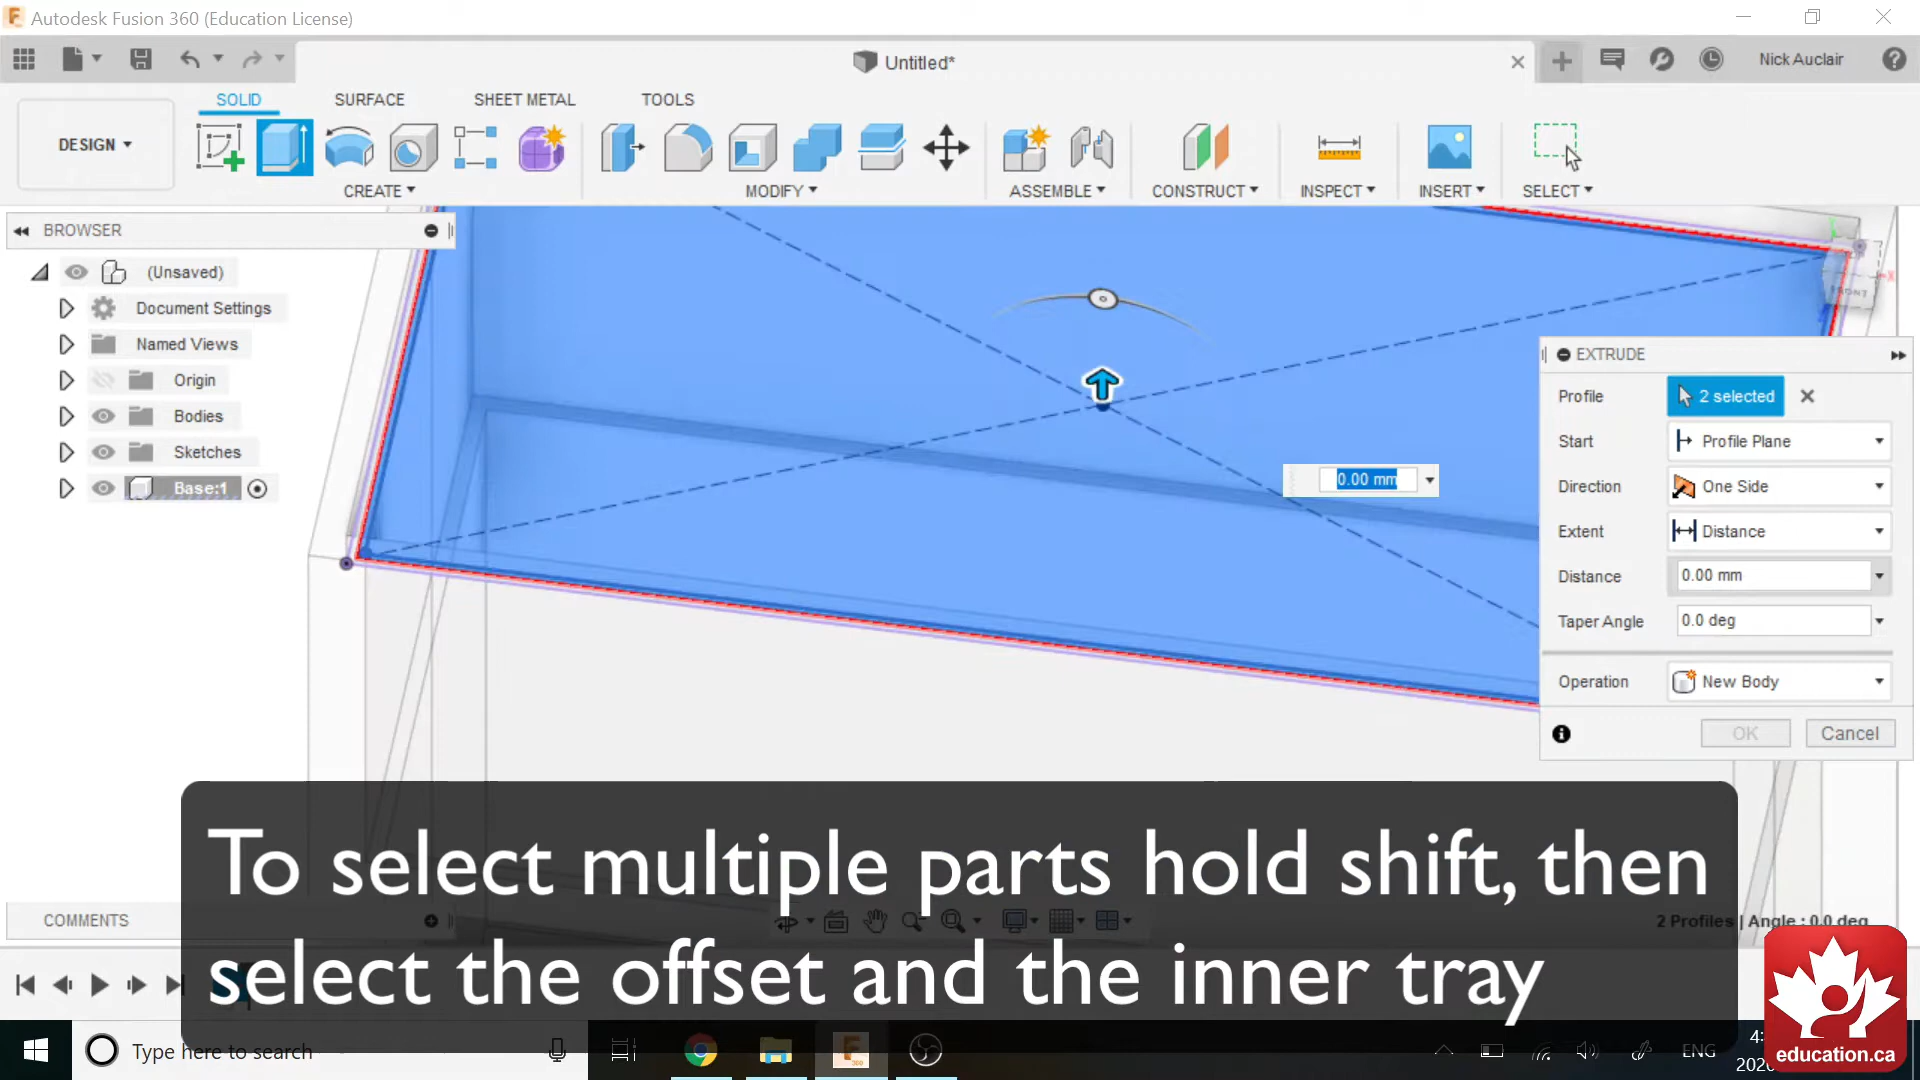 Autodesk Fusion 360 (Education License)
Untitled*
Nick Auclair
SOLID
SURFACE
SHEET METAL
TOOLS
DESIGN
CREATE
MODIFY
ASSEMBLE
CONSTRUCT
INSPECT
INSERT
SELECT
BROWSER
(Unsaved)
Document Settings
Named Views
Origin
Bodies
Sketches
Base:1
FRONT
0.00 mm
EXTRUDE
Profile 2 selected
Start Profile Plane
Direction One Side
Extent Distance
Distance 0.00 mm
Taper Angle 0.0 deg
Operation New Body
OK Cancel
To select multiple parts hold shift, then
select the offset and the inner tray
COMMENTS
2 Profiles | Angle : 0.0 deg
Type here to search
ENG
education.ca